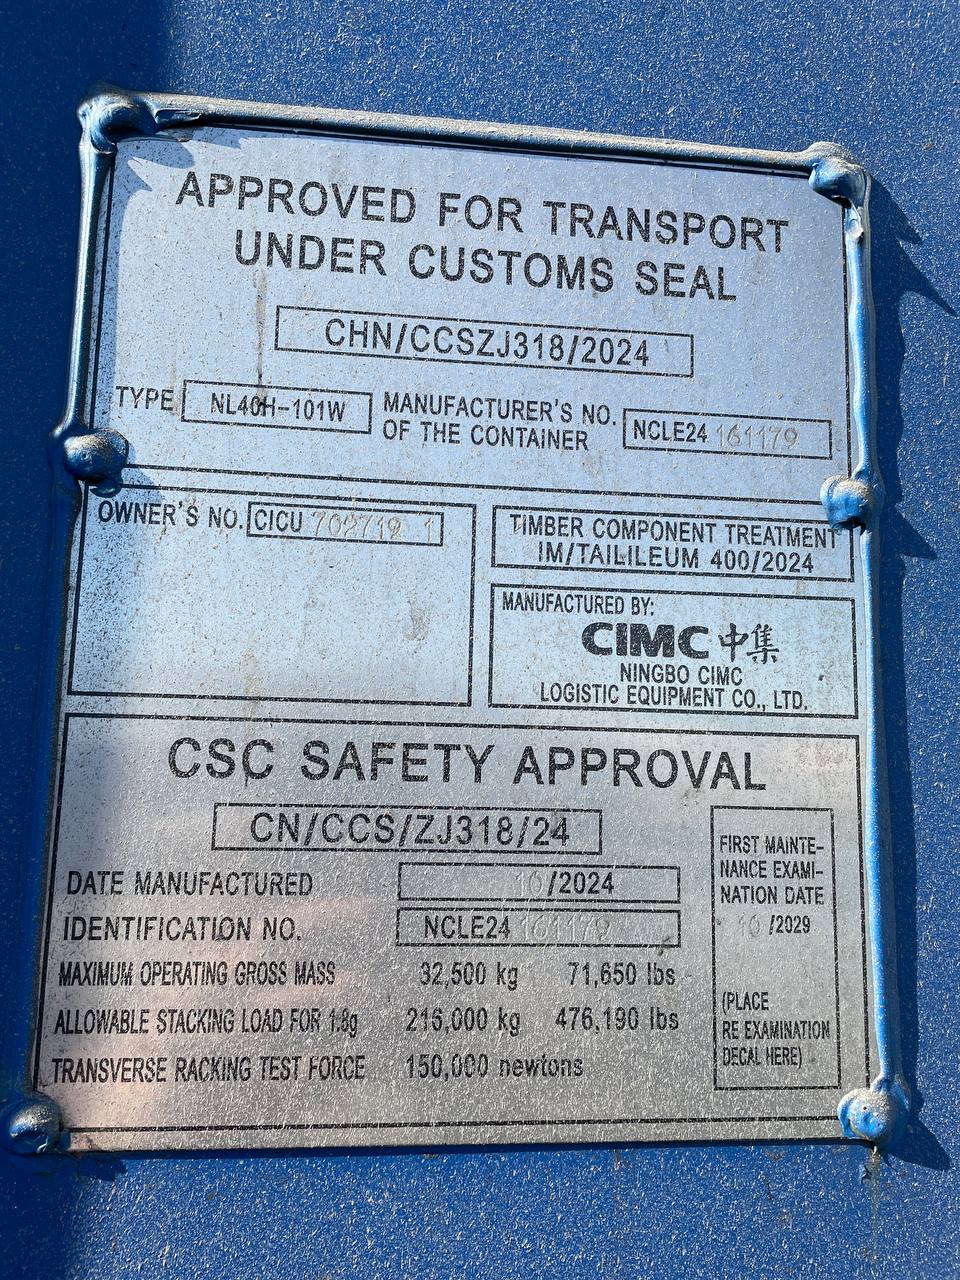 APPROVED FOR TRANSPORT
UNDER CUSTOMS SEAL
CHN/CCSZJ318/2024
TYPE NL40H-101W
MANUFACTURER'S NO.
OF THE CONTAINER
NCLE24 161179
OWNER'S NO. CICU 702719 1
TIMBER COMPONENT TREATMENT
IM/TAILILEUM 400/2024
MANUFACTURED BY:
CIMC 中集
NINGBO CIMC
LOGISTIC EQUIPMENT CO., LTD.
CSC SAFETY APPROVAL
CN/CCS/ZJ318/24
DATE MANUFACTURED 10/2024
IDENTIFICATION NO. NCLE24 161179
MAXIMUM OPERATING GROSS MASS 32,500 kg 71,650 lbs
ALLOWABLE STACKING LOAD FOR 1.8g 216,000 kg 476,190 lbs
TRANSVERSE RACKING TEST FORCE 150,000 newtons
FIRST MAINTE-
NANCE EXAMI-
NATION DATE
10 /2029
(PLACE
RE EXAMINATION
DECAL HERE)